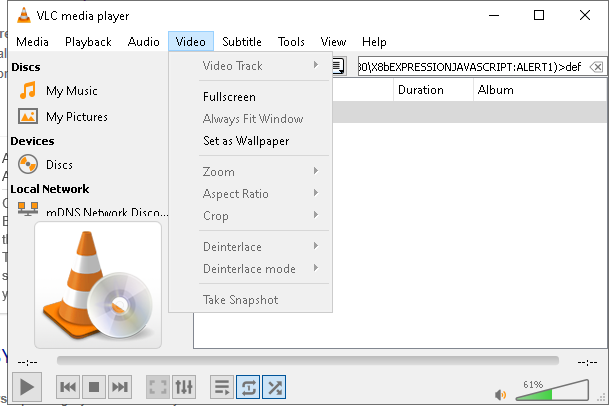 VLC media player
Media Playback Audio Video Subtitle Tools View Help
Discs
My Music
My Pictures
Devices
Discs
Local Network
mDNS Network Disco...
Video Track
Fullscreen
Always Fit Window
Set as Wallpaper
Zoom
Aspect Ratio
Crop
Deinterlace
Deinterlace mode
Take Snapshot
80\X8bEXPRESSIONJAVASCRIPT:ALERT1)>def
Duration Album
--:-- --:--
61%